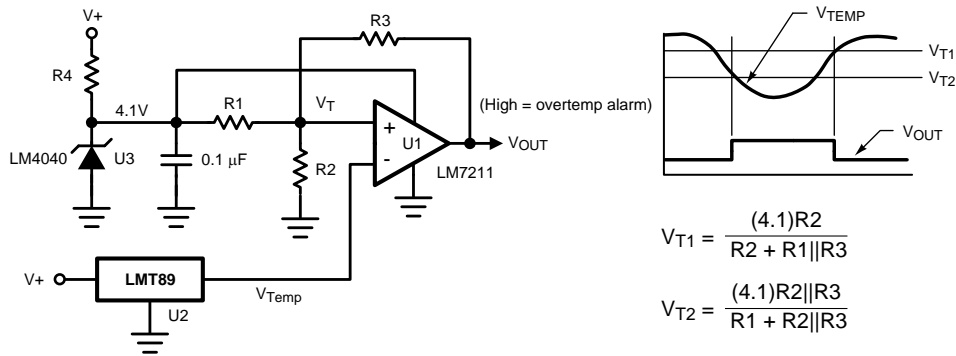 V+
R3
R4
4.1V
R1
VT
(High = overtemp alarm)
U1
+
-
VOUT
LM4040
U3
0.1 μF
R2
LM7211
V+
LMT89
VTemp
U2
VTEMP
VT1
VT2
VOUT
VT1 = (4.1)R2 / R2 + R1||R3
VT2 = (4.1)R2||R3 / R1 + R2||R3